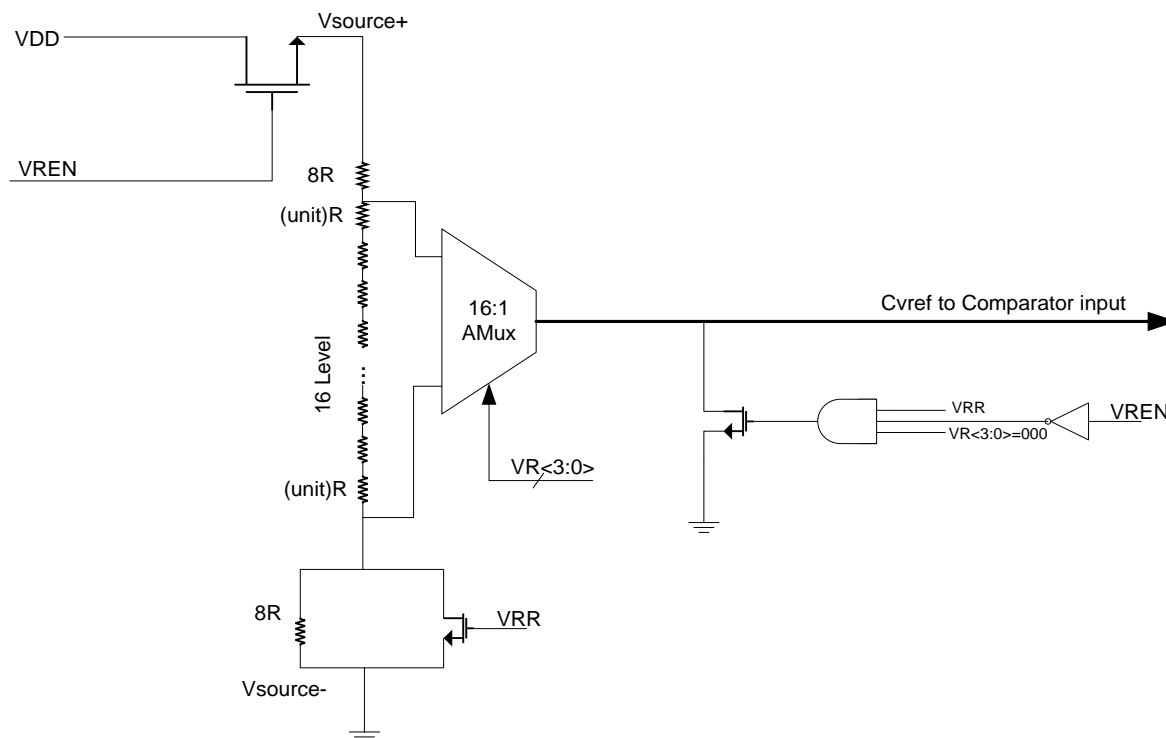 Vsource+
VDD
VREN
8R
(unit)R
16:1
AMux
Cvref to Comparator input
16 Level
...
VRR
VREN
VR<3:0>=000
VR<3:0>
(unit)R
8R
VRR
Vsource-